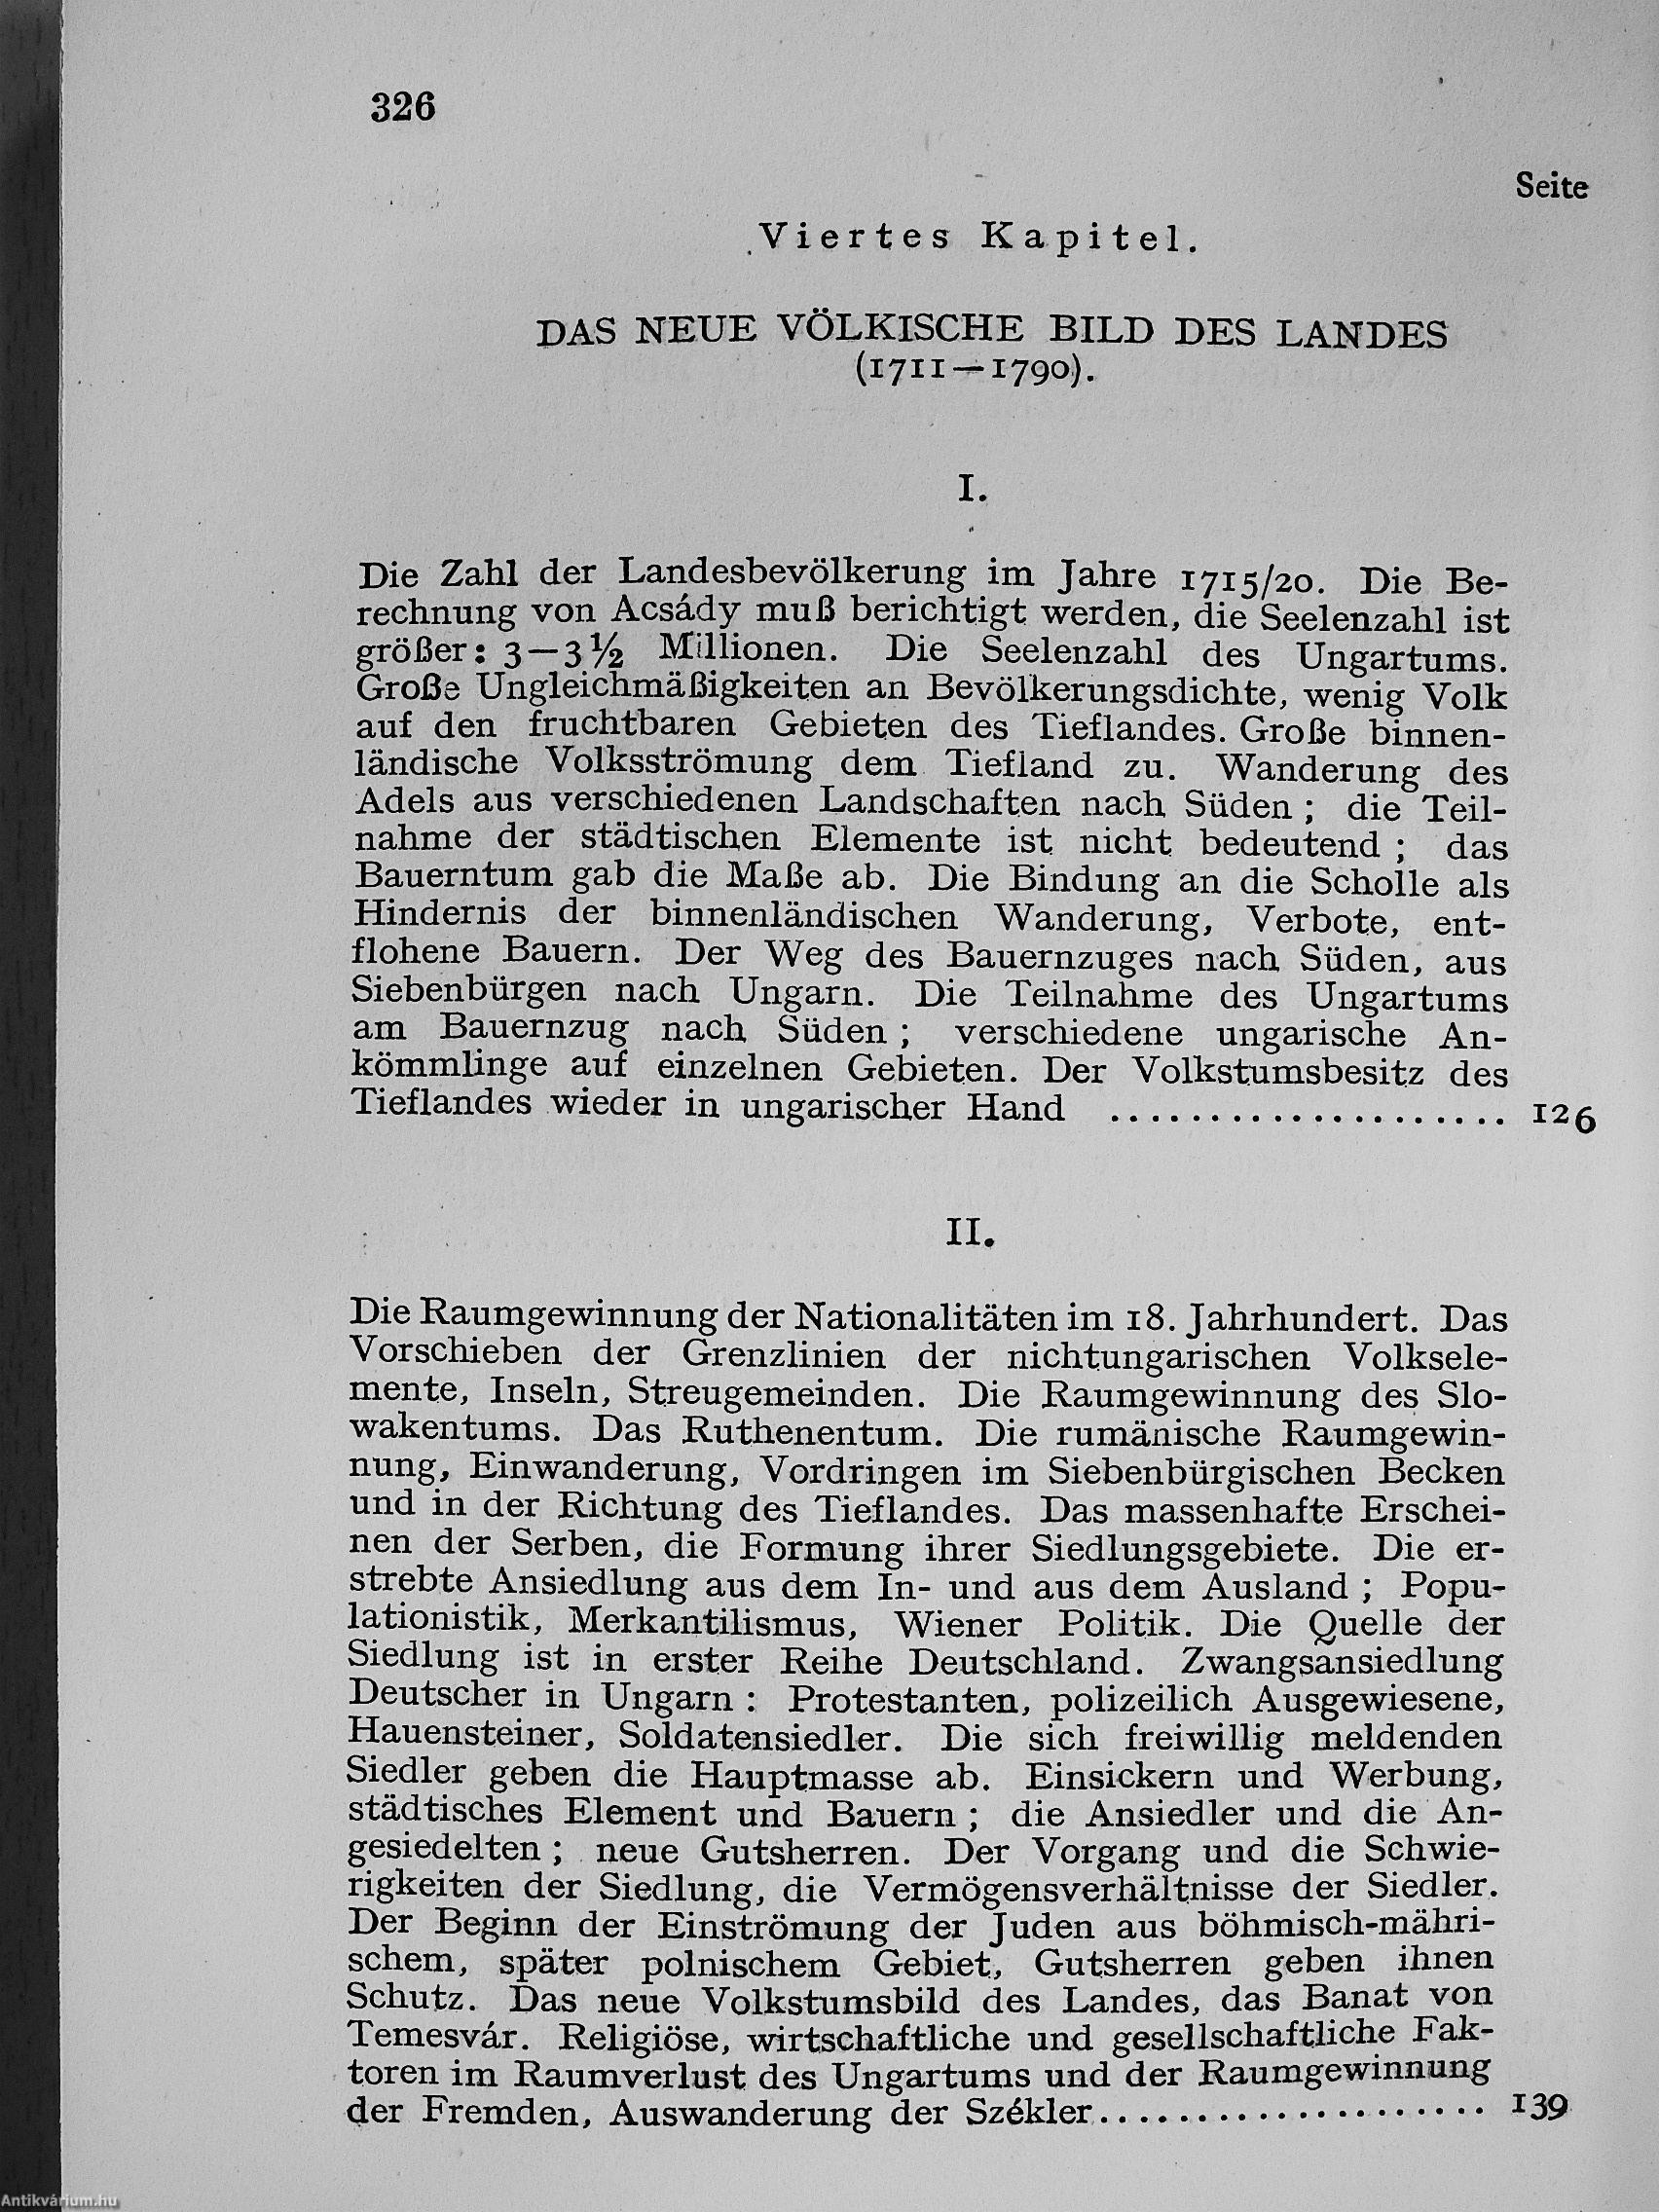 326
Seite
Viertes Kapitel.
DAS NEUE VÖLKISCHE BILD DES LANDES
(1711—1790).
I.
Die Zahl der Landesbevölkerung im Jahre 1715/20. Die Be-
rechnung von Acsády muß berichtigt werden, die Seelenzahl ist
größer: 3—3½ Millionen. Die Seelenzahl des Ungartums.
Große Ungleichmäßigkeiten an Bevölkerungsdichte, wenig Volk
auf den fruchtbaren Gebieten des Tieflandes. Große binnen-
ländische Volksströmung dem Tiefland zu. Wanderung des
Adels aus verschiedenen Landschaften nach Süden; die Teil-
nahme der städtischen Elemente ist nicht bedeutend; das
Bauerntum gab die Maße ab. Die Bindung an die Scholle als
Hindernis der binnenländischen Wanderung, Verbote, ent-
flohene Bauern. Der Weg des Bauernzuges nach Süden, aus
Siebenbürgen nach Ungarn. Die Teilnahme des Ungartums
am Bauernzug nach Süden; verschiedene ungarische An-
kömmlinge auf einzelnen Gebieten. Der Volkstumsbesitz des
Tieflandes wieder in ungarischer Hand .................... 126
II.
Die Raumgewinnung der Nationalitäten im 18. Jahrhundert. Das
Vorschieben der Grenzlinien der nichtungarischen Volksele-
mente, Inseln, Streugemeinden. Die Raumgewinnung des Slo-
wakentums. Das Ruthenentum. Die rumänische Raumgewin-
nung, Einwanderung, Vordringen im Siebenbürgischen Becken
und in der Richtung des Tieflandes. Das massenhafte Erschei-
nen der Serben, die Formung ihrer Siedlungsgebiete. Die er-
strebte Ansiedlung aus dem In- und aus dem Ausland; Popu-
lationistik, Merkantilismus, Wiener Politik. Die Quelle der
Siedlung ist in erster Reihe Deutschland. Zwangsansiedlung
Deutscher in Ungarn: Protestanten, polizeilich Ausgewiesene,
Hauensteiner, Soldatensiedler. Die sich freiwillig meldenden
Siedler geben die Hauptmasse ab. Einsickern und Werbung,
städtisches Element und Bauern; die Ansiedler und die An-
gesiedelten; neue Gutsherren. Der Vorgang und die Schwie-
rigkeiten der Siedlung, die Vermögensverhältnisse der Siedler.
Der Beginn der Einströmung der Juden aus böhmisch-mähri-
schem, später polnischem Gebiet, Gutsherren geben ihnen
Schutz. Das neue Volkstumsbild des Landes, das Banat von
Temesvár. Religiöse, wirtschaftliche und gesellschaftliche Fak-
toren im Raumverlust des Ungartums und der Raumgewinnung
der Fremden, Auswanderung der Székler.................... 139
Antikvárium.hu